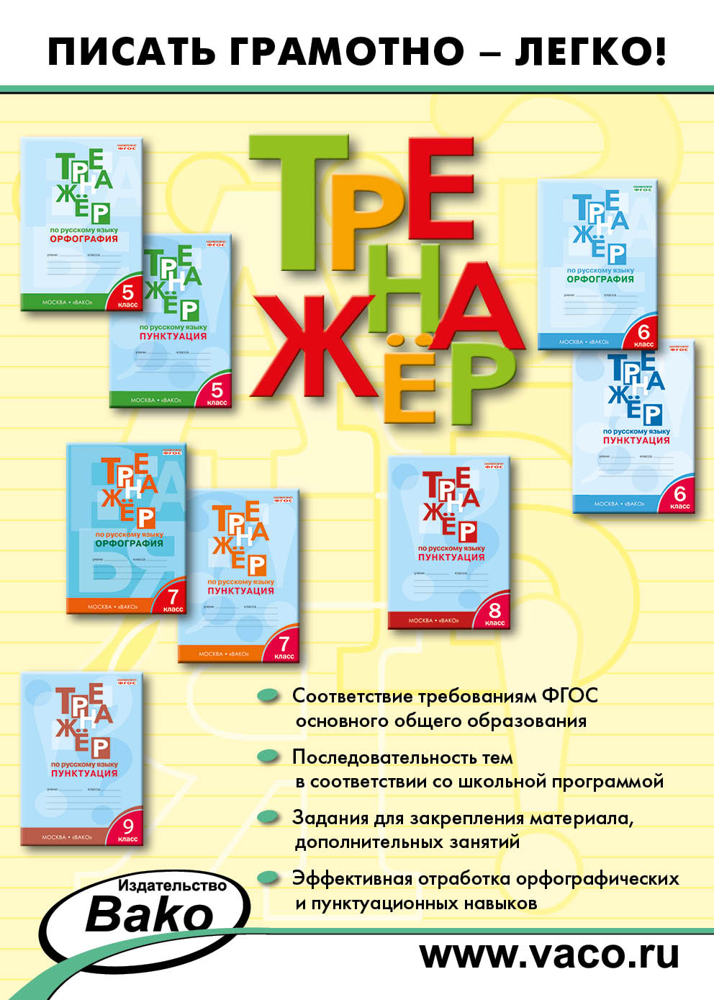 ПИСАТЬ ГРАМОТНО – ЛЕГКО!
ТРЕНАЖЁР
ТРЕНАЖЁР
по русскому языку
ОРФОГРАФИЯ
МОСКВА • «ВАКО»
5
класс
ТРЕНАЖЁР
по русскому языку
ПУНКТУАЦИЯ
МОСКВА • «ВАКО»
5
класс
ТРЕНАЖЁР
по русскому языку
ОРФОГРАФИЯ
МОСКВА • «ВАКО»
6
класс
ТРЕНАЖЁР
по русскому языку
ПУНКТУАЦИЯ
МОСКВА • «ВАКО»
6
класс
ТРЕНАЖЁР
по русскому языку
ОРФОГРАФИЯ
МОСКВА • «ВАКО»
7
класс
ТРЕНАЖЁР
по русскому языку
ПУНКТУАЦИЯ
МОСКВА • «ВАКО»
7
класс
ТРЕНАЖЁР
по русскому языку
ПУНКТУАЦИЯ
МОСКВА • «ВАКО»
8
класс
ТРЕНАЖЁР
по русскому языку
ПУНКТУАЦИЯ
МОСКВА • «ВАКО»
9
класс
Соответствие требованиям ФГОС
основного общего образования
Последовательность тем
в соответствии со школьной программой
Задания для закрепления материала,
дополнительных занятий
Эффективная отработка орфографических
и пунктуационных навыков
Издательство
Вако
www.vaco.ru